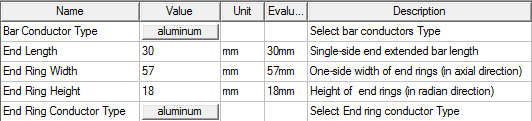 Name Value Unit Evalu... Description
Bar Conductor Type aluminum Select bar conductors Type
End Length 30 mm 30mm Single-side end extended bar length
End Ring Width 57 mm 57mm One-side width of end rings (in axial direction)
End Ring Height 18 mm 18mm Height of end rings (in radian direction)
End Ring Conductor Type aluminum Select End ring conductor Type